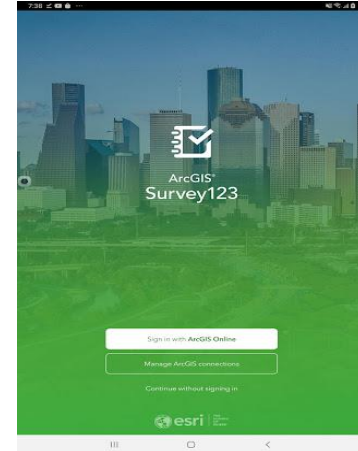 7:38
ArcGIS®
Survey123
Sign in with ArcGIS Online
Manage ArcGIS connections
Continue without signing in
esri